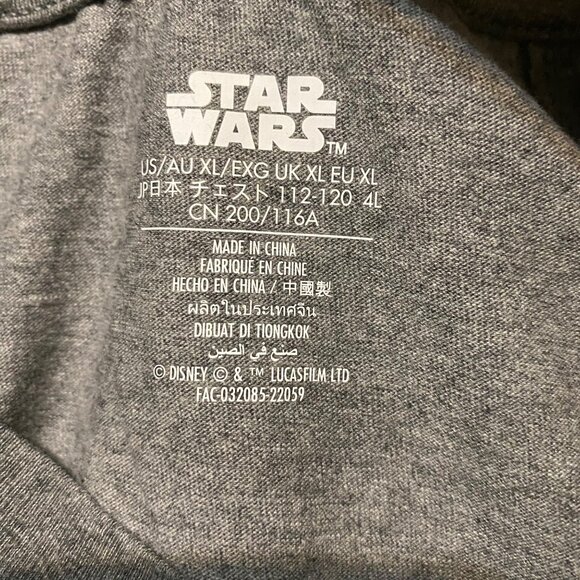 STAR
WARS™
US/AU XL/EXG UK XL EU XL
JP日本 チェスト 112-120 4L
CN 200/116A
MADE IN CHINA
FABRIQUÉ EN CHINE
HECHO EN CHINA / 中國製
ผลิตในประเทศจีน
DIBUAT DI TIONGKOK
صنع في الصين
© DISNEY © & ™ LUCASFILM LTD
FAC-032085-22059